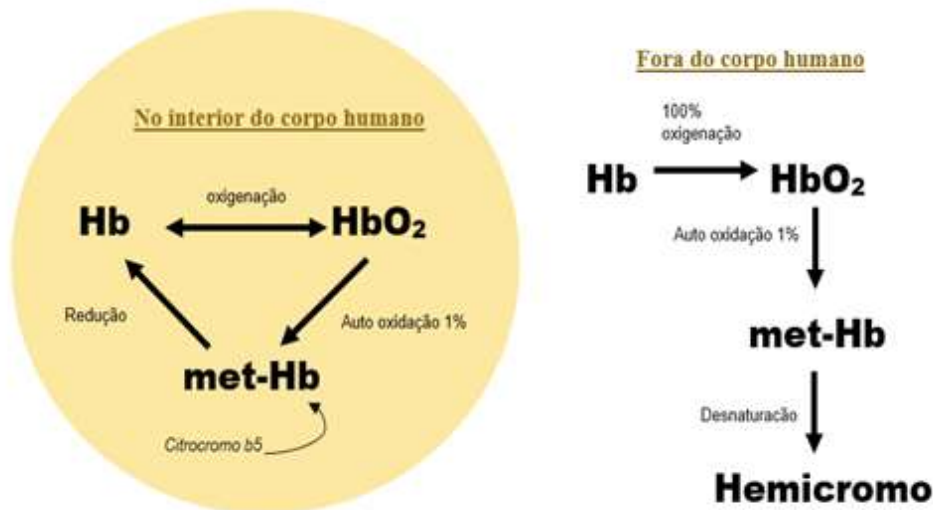 No interior do corpo humano
oxigenação
Hb
HbO₂
Redução
Auto oxidação 1%
met-Hb
Citrocromo b5
Fora do corpo humano
100%
oxigenação
Hb
HbO₂
Auto oxidação 1%
met-Hb
Desnaturacão
Hemicromo